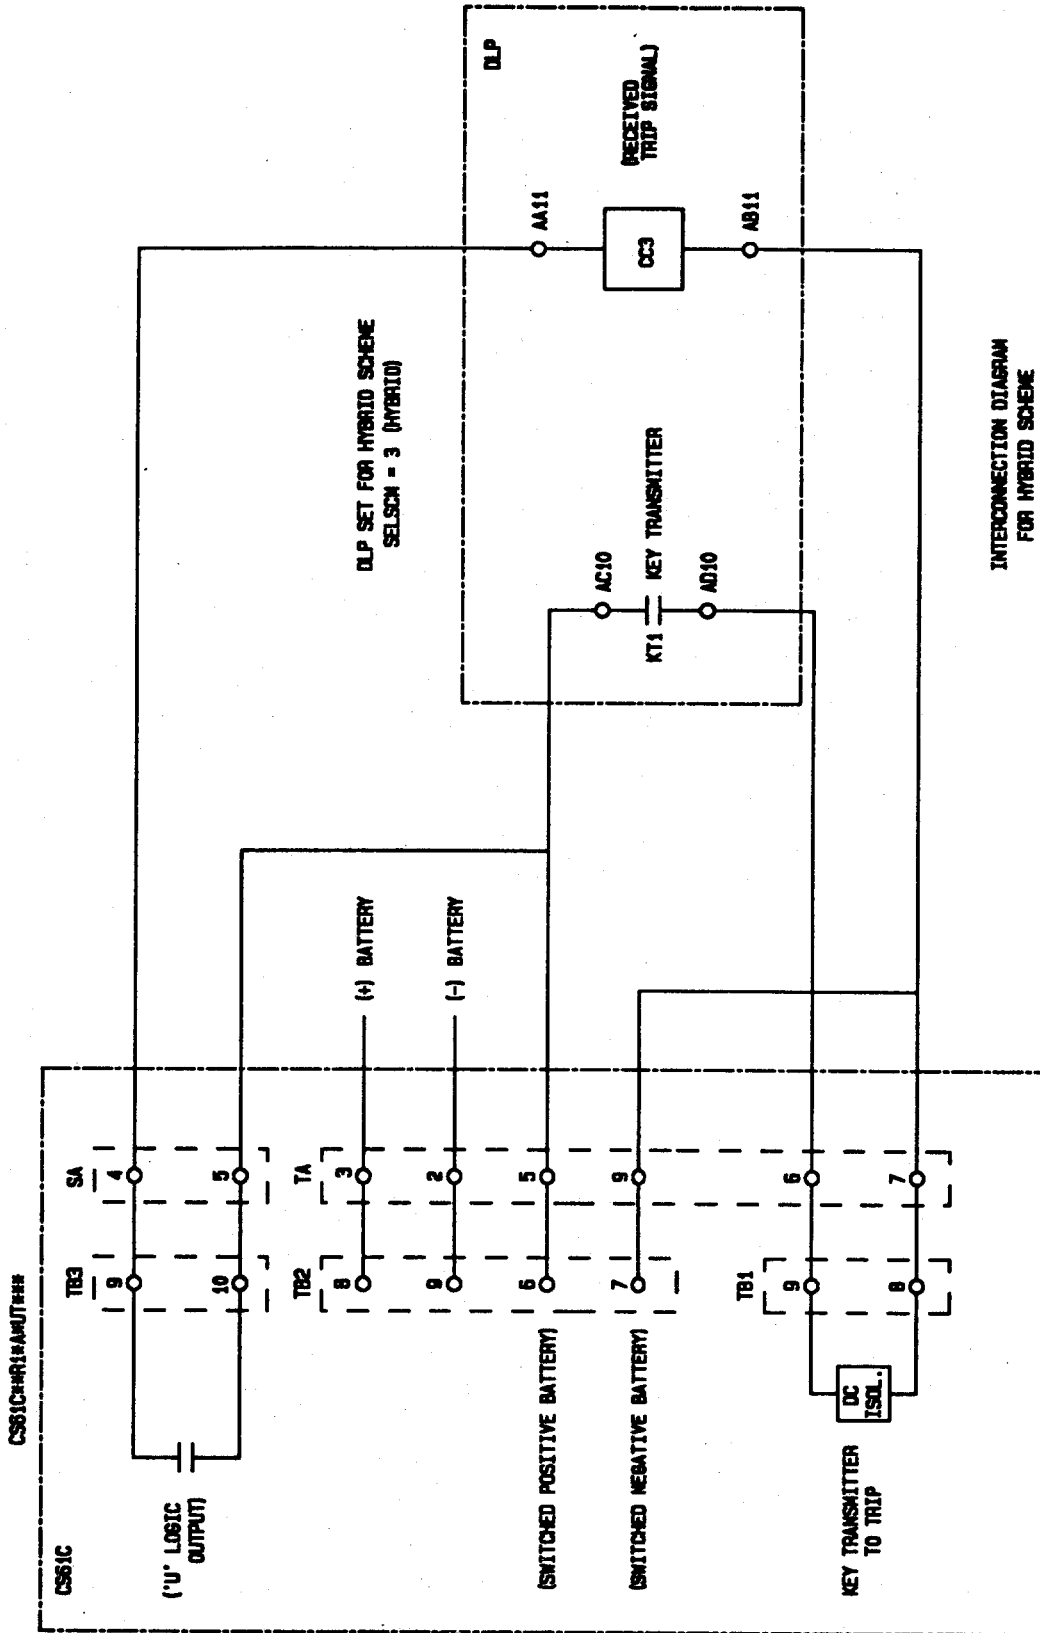 CS61C**R1*A*UT***
CS61C
('U' LOGIC
OUTPUT)
TB3
9
10
SA
4
5
TB2
8
9
6
7
TA
3
2
5
9
6
7
(+) BATTERY
(-) BATTERY
(SWITCHED POSITIVE BATTERY)
(SWITCHED NEGATIVE BATTERY)
TB1
9
8
DC
ISOL.
KEY TRANSMITTER
TO TRIP
DLP SET FOR HYBRID SCHEME
SELSCM = 3 (HYBRID)
DLP
AC10
KT1
KEY TRANSMITTER
AD10
AA11
CC3
AB11
(RECEIVED
TRIP SIGNAL)
INTERCONNECTION DIAGRAM
FOR HYBRID SCHEME